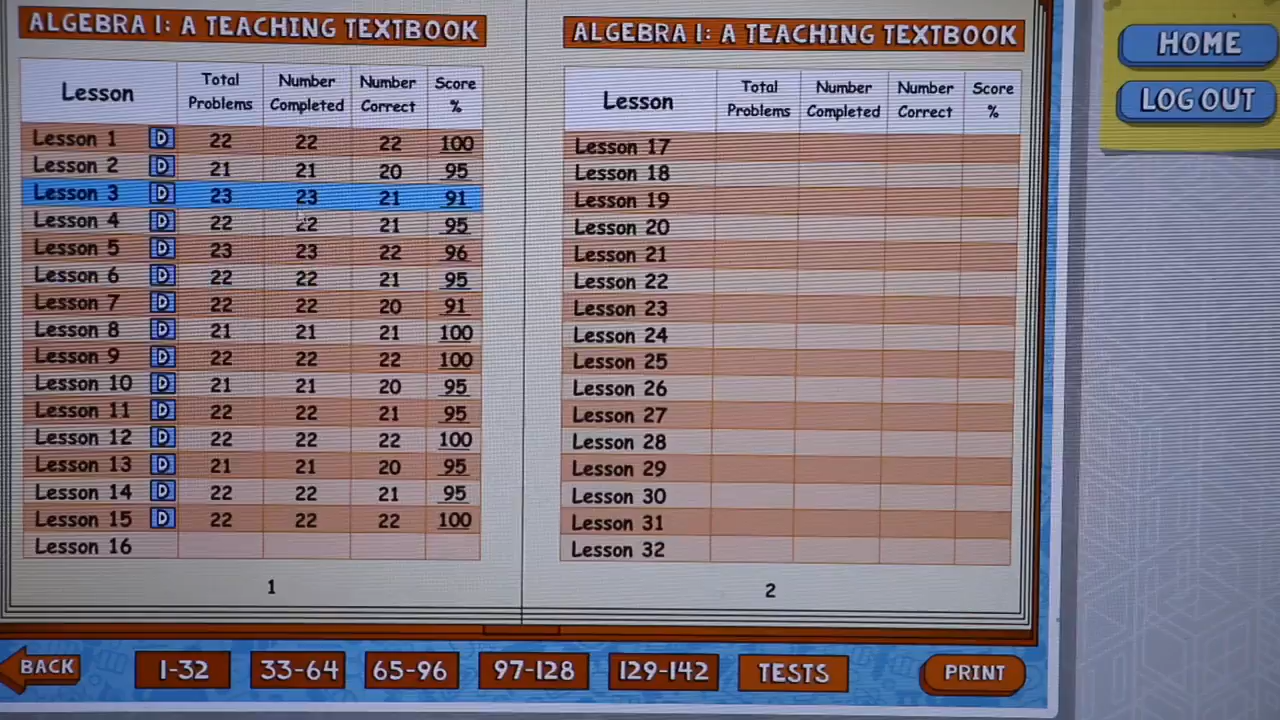 ALGEBRA 1: A TEACHING TEXTBOOK
Lesson Total Problems Number Completed Number Correct Score %
Lesson 1 D 22 22 22 100
Lesson 2 D 21 21 20 95
Lesson 3 D 23 23 21 91
Lesson 4 D 22 22 21 95
Lesson 5 D 23 23 22 96
Lesson 6 D 22 22 21 95
Lesson 7 D 22 22 20 91
Lesson 8 D 21 21 21 100
Lesson 9 D 22 22 22 100
Lesson 10 D 21 21 20 95
Lesson 11 D 22 22 21 95
Lesson 12 D 22 22 22 100
Lesson 13 D 21 21 20 95
Lesson 14 D 22 22 21 95
Lesson 15 D 22 22 22 100
Lesson 16
1
ALGEBRA 1: A TEACHING TEXTBOOK
Lesson Total Problems Number Completed Number Correct Score %
Lesson 17
Lesson 18
Lesson 19
Lesson 20
Lesson 21
Lesson 22
Lesson 23
Lesson 24
Lesson 25
Lesson 26
Lesson 27
Lesson 28
Lesson 29
Lesson 30
Lesson 31
Lesson 32
2
HOME
LOG OUT
BACK 1-32 33-64 65-96 97-128 129-142 TESTS PRINT